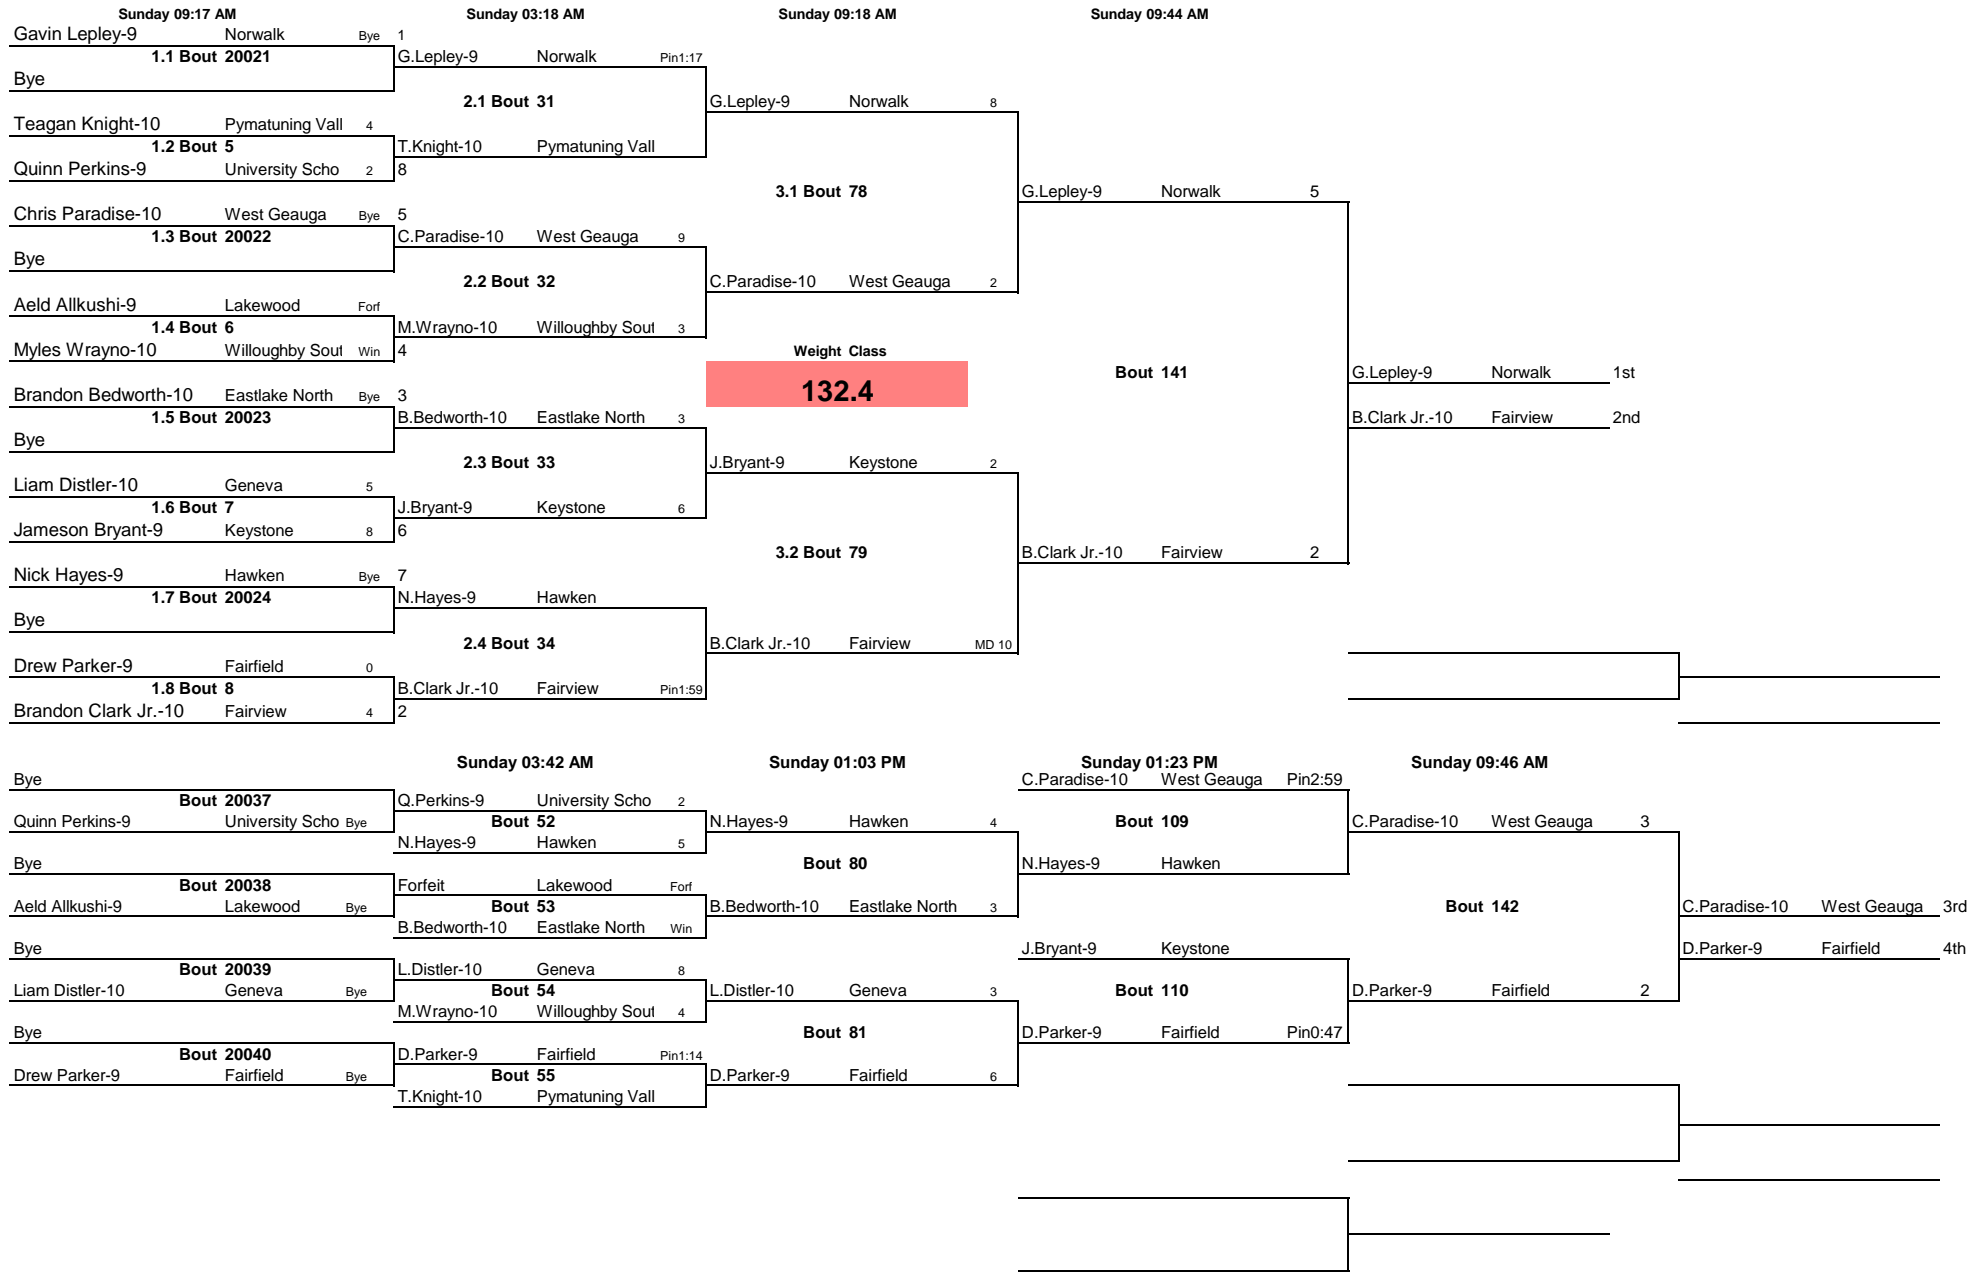 Sunday 09:17 AM Sunday 03:18 AM Sunday 09:18 AM Sunday 09:44 AM
Gavin Lepley-9 Norwalk Bye 1
1.1 Bout 20021 G.Lepley-9 Norwalk Pin1:17
Bye
2.1 Bout 31 G.Lepley-9 Norwalk 8
Teagan Knight-10 Pymatuning Vall 4
1.2 Bout 5 T.Knight-10 Pymatuning Vall
Quinn Perkins-9 University Scho 2 8
3.1 Bout 78 G.Lepley-9 Norwalk 5
Chris Paradise-10 West Geauga Bye 5
1.3 Bout 20022 C.Paradise-10 West Geauga 9
Bye
2.2 Bout 32 C.Paradise-10 West Geauga 2
Aeld Allkushi-9 Lakewood Forf
1.4 Bout 6 M.Wrayno-10 Willoughby Sout 3
Myles Wrayno-10 Willoughby Sout Win 4 Weight Class
Bout 141 G.Lepley-9 Norwalk 1st
Brandon Bedworth-10 Eastlake North Bye 3 132.4
1.5 Bout 20023 B.Bedworth-10 Eastlake North 3 B.Clark Jr.-10 Fairview 2nd
Bye
2.3 Bout 33 J.Bryant-9 Keystone 2
Liam Distler-10 Geneva 5
1.6 Bout 7 J.Bryant-9 Keystone 6
Jameson Bryant-9 Keystone 8 6
3.2 Bout 79 B.Clark Jr.-10 Fairview 2
Nick Hayes-9 Hawken Bye 7
1.7 Bout 20024 N.Hayes-9 Hawken
Bye
2.4 Bout 34 B.Clark Jr.-10 Fairview MD 10
Drew Parker-9 Fairfield 0
1.8 Bout 8 B.Clark Jr.-10 Fairview Pin1:59
Brandon Clark Jr.-10 Fairview 4 2
Sunday 03:42 AM Sunday 01:03 PM Sunday 01:23 PM Sunday 09:46 AM
Bye C.Paradise-10 West Geauga Pin2:59
Bout 20037 Q.Perkins-9 University Scho 2
Quinn Perkins-9 University Scho Bye Bout 52 N.Hayes-9 Hawken 4 Bout 109 C.Paradise-10 West Geauga 3
N.Hayes-9 Hawken 5
Bye Bout 80 N.Hayes-9 Hawken
Bout 20038 Forfeit Lakewood Forf
Aeld Allkushi-9 Lakewood Bye Bout 53 B.Bedworth-10 Eastlake North 3 Bout 142 C.Paradise-10 West Geauga 3rd
B.Bedworth-10 Eastlake North Win
Bye J.Bryant-9 Keystone D.Parker-9 Fairfield 4th
Bout 20039 L.Distler-10 Geneva 8
Liam Distler-10 Geneva Bye Bout 54 L.Distler-10 Geneva 3 Bout 110 D.Parker-9 Fairfield 2
M.Wrayno-10 Willoughby Sout 4
Bye Bout 81 D.Parker-9 Fairfield Pin0:47
Bout 20040 D.Parker-9 Fairfield Pin1:14
Drew Parker-9 Fairfield Bye Bout 55 D.Parker-9 Fairfield 6
T.Knight-10 Pymatuning Vall